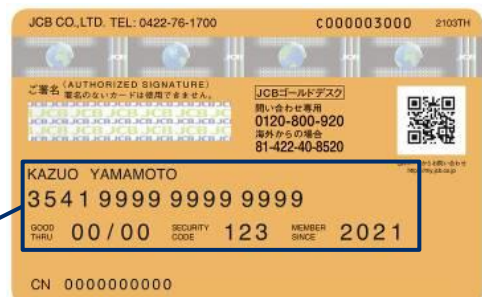 JCB CO.,LTD. TEL: 0422-76-1700 C000003000 2103TH
ご署名 (AUTHORIZED SIGNATURE)
署名のないカードは使用できません。
JCBゴールドデスク
問い合わせ専用
0120-800-920
海外からの場合
81-422-40-8520
KAZUO YAMAMOTO
3541 9999 9999 9999
GOOD THRU 00/00 SECURITY CODE 123 MEMBER SINCE 2021
CN 0000000000